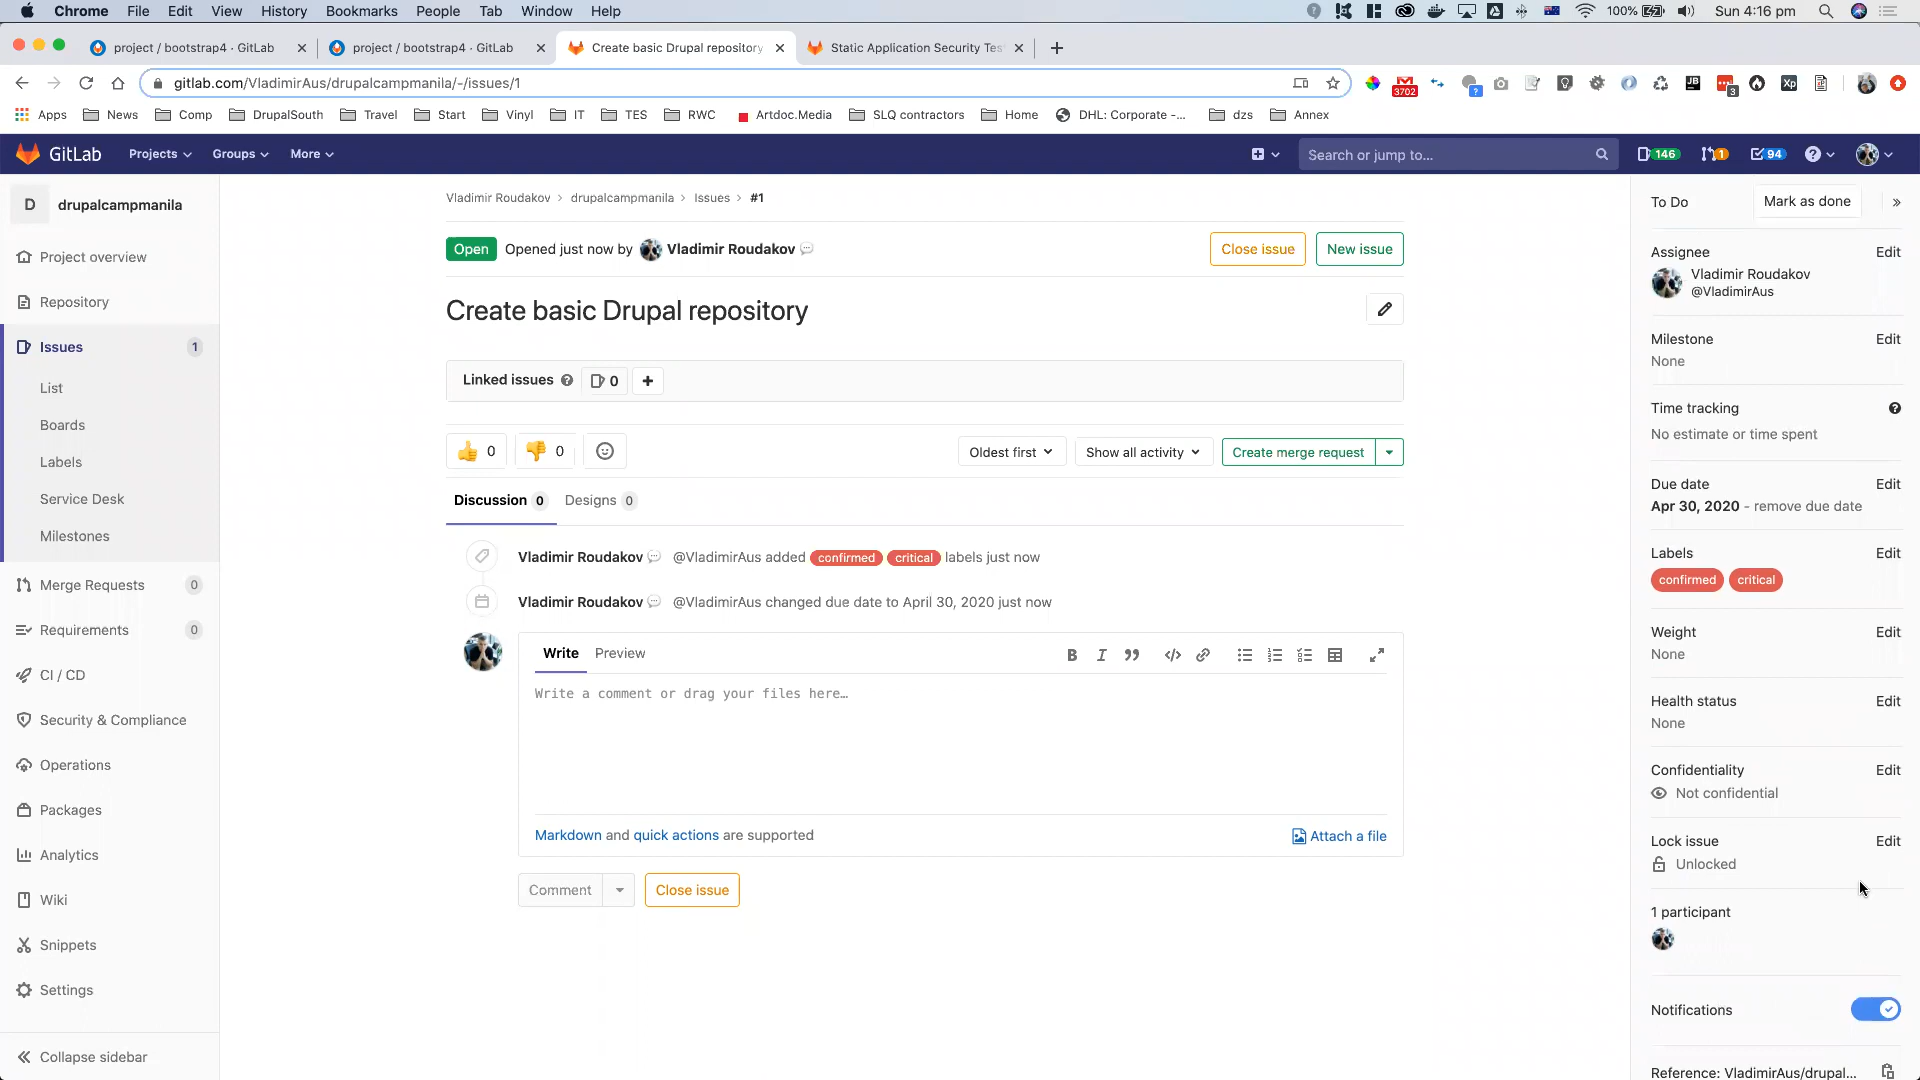 Chrome File Edit View History Bookmarks People Tab Window Help 100% Sun 4:16 pm
project / bootstrap4 · GitLab project / bootstrap4 · GitLab Create basic Drupal repository Static Application Security Tes
gitlab.com/VladimirAus/drupalcampmanila/-/issues/1 3702 ? JB 3 Xp
Apps News Comp DrupalSouth Travel Start Vinyl IT TES RWC Artdoc.Media SLQ contractors Home DHL: Corporate -... dzs Annex
GitLab Projects Groups More Search or jump to... 146 1 94
D drupalcampmanila
Project overview
Repository
Issues 1
List
Boards
Labels
Service Desk
Milestones
Merge Requests 0
Requirements 0
CI / CD
Security & Compliance
Operations
Packages
Analytics
Wiki
Snippets
Settings
Collapse sidebar
Vladimir Roudakov > drupalcampmanila > Issues > #1
Open Opened just now by Vladimir Roudakov Close issue New issue
Create basic Drupal repository
Linked issues 0 +
0 0 Oldest first Show all activity Create merge request
Discussion 0 Designs 0
Vladimir Roudakov @VladimirAus added confirmed critical labels just now
Vladimir Roudakov @VladimirAus changed due date to April 30, 2020 just now
Write Preview B I
Write a comment or drag your files here…
Markdown and quick actions are supported Attach a file
Comment Close issue
To Do Mark as done »
Assignee Edit
Vladimir Roudakov
@VladimirAus
Milestone Edit
None
Time tracking
No estimate or time spent
Due date Edit
Apr 30, 2020 - remove due date
Labels Edit
confirmed critical
Weight Edit
None
Health status Edit
None
Confidentiality Edit
Not confidential
Lock issue Edit
Unlocked
1 participant
Notifications
Reference: VladimirAus/drupal...